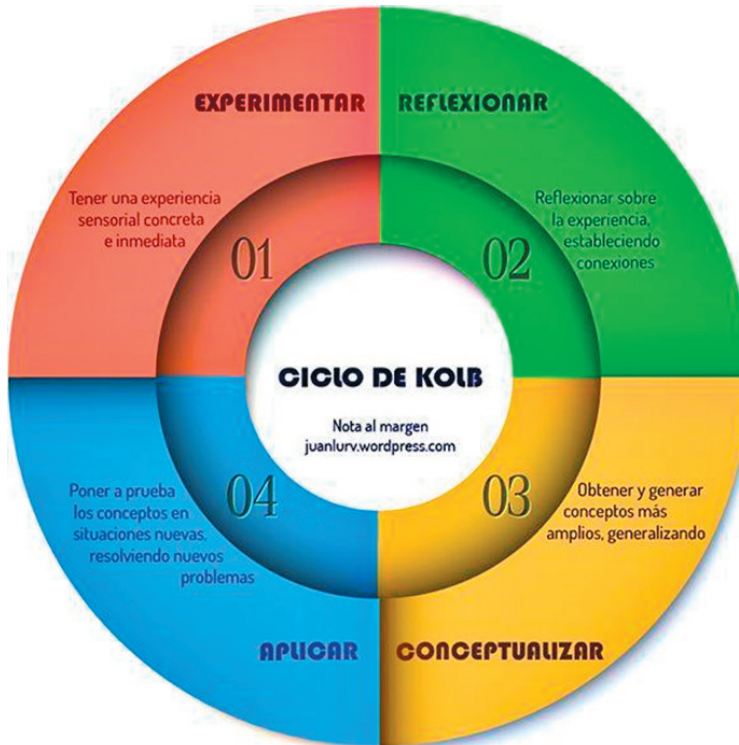 EXPERIMENTAR
Tener una experiencia
sensorial concreta
e inmediata
01
REFLEXIONAR
Reflexionar sobre
la experiencia,
estableciendo
conexiones
02
CICLO DE KOLB
Nota al margen
juanlurv.wordpress.com
03
Obtener y generar
conceptos más
amplios, generalizando
CONCEPTUALIZAR
04
Poner a prueba
los conceptos en
situaciones nuevas,
resolviendo nuevos
problemas
APLICAR